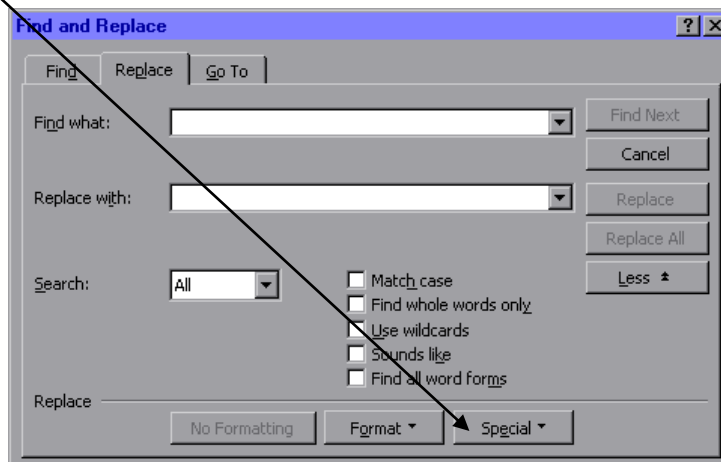 Find and Replace
Find Replace Go To
Find what: Find Next
Cancel
Replace with: Replace
Replace All
Search: All Match case Less
Find whole words only
Use wildcards
Sounds like
Find all word forms
Replace
No Formatting Format Special